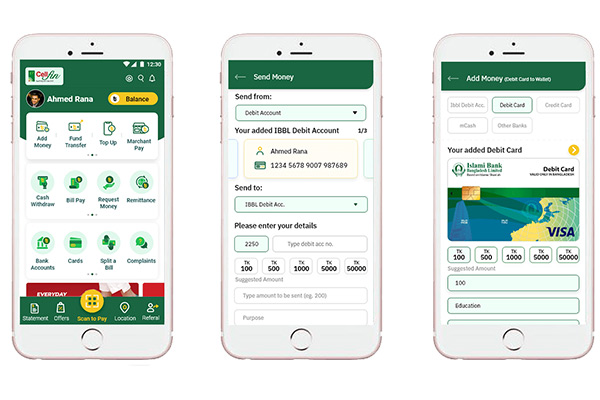 12:30
Cell
fin
Ahmed Rana
৳ Balance
Add Money
Fund Transfer
Top Up
Marchant Pay
Cash Withdraw
Bill Pay
Request Money
Remittance
Bank Accounts
Cards
Split a Bill
Complaints
EVERYDAY
Statement
Offers
Scan to Pay
Location
Referal
Send Money
Send from:
Debit Account
Your added IBBL Debit Account 1/3
Ahmed Rana
1234 5678 9007 987689
Send to:
IBBL Debit Acc.
Please enter your details
2250 Type debit acc no.
TK 100 TK 500 TK 1000 TK 5000 TK 50000
Suggested Amount
Type amount to be sent (eg. 200)
Purpose
Add Money (Debit Card to Wallet)
Ibbl Debit Acc. Debit Card Credit Card
mCash Other Banks
Your added Debit Card
Islami Bank
Bangladesh Limited
Debit Card
VALID ONLY IN BANGLADESH
VISA
TK 100 TK 500 TK 1000 TK 5000 TK 50000
Suggested Amount
100
Education